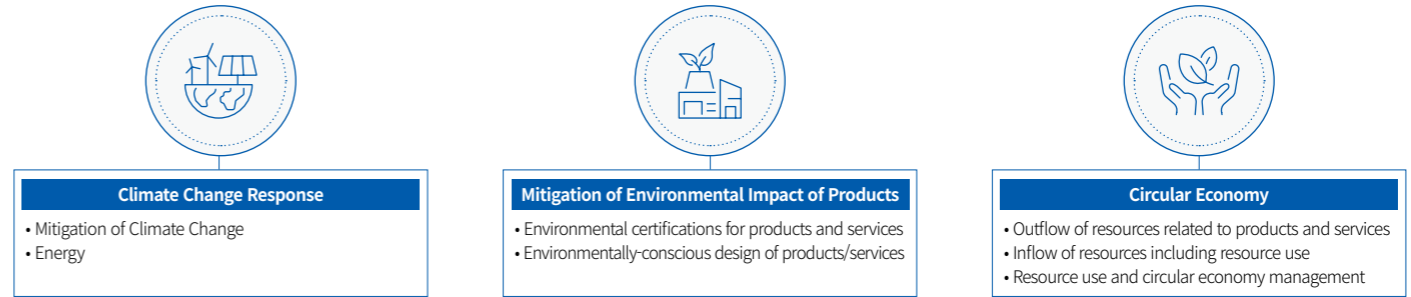 Climate Change Response
• Mitigation of Climate Change
• Energy
Mitigation of Environmental Impact of Products
• Environmental certifications for products and services
• Environmentally-conscious design of products/services
Circular Economy
• Outflow of resources related to products and services
• Inflow of resources including resource use
• Resource use and circular economy management